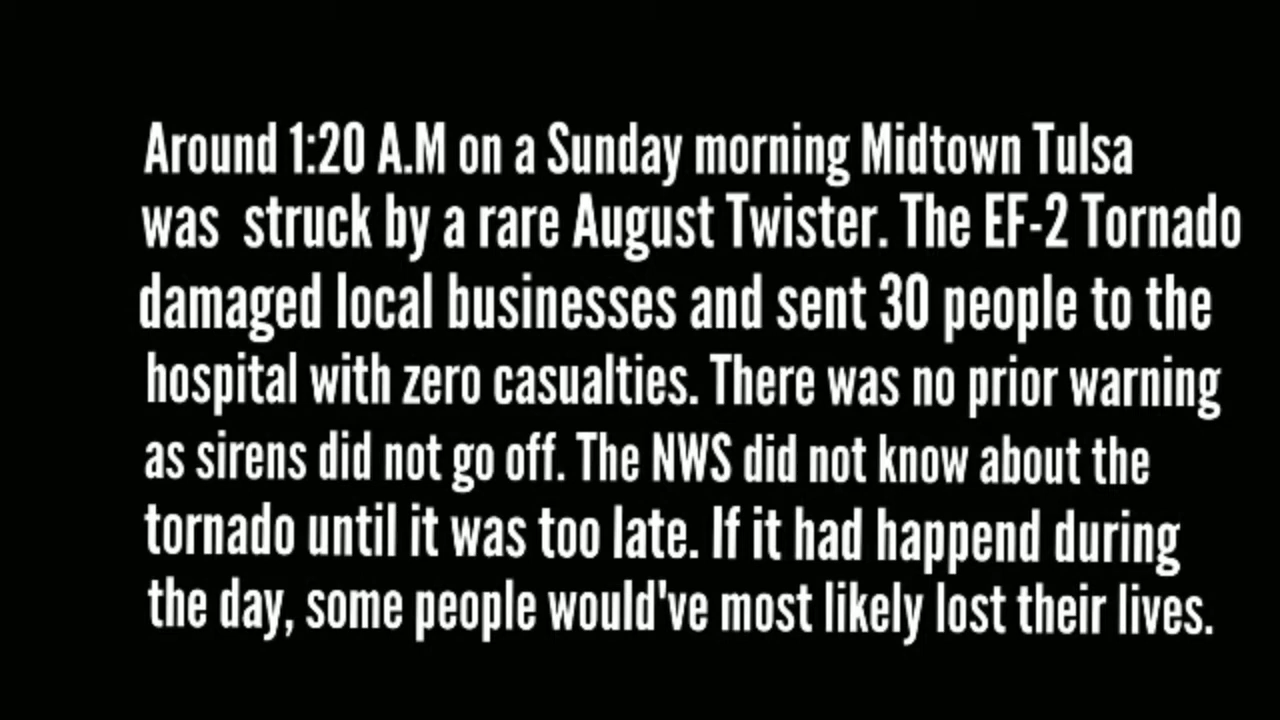 Around 1:20 A.M on a Sunday morning Midtown Tulsa
was struck by a rare August Twister. The EF-2 Tornado
damaged local businesses and sent 30 people to the
hospital with zero casualties. There was no prior warning
as sirens did not go off. The NWS did not know about the
tornado until it was too late. If it had happend during
the day, some people would've most likely lost their lives.